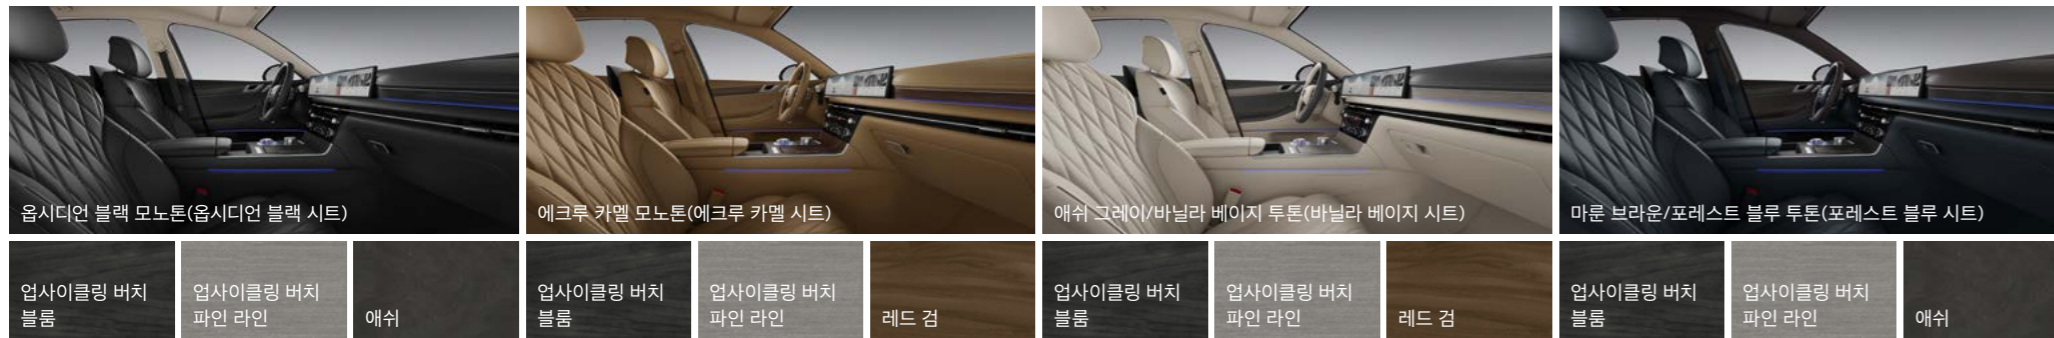 옵시디언 블랙 모노톤(옵시디언 블랙 시트)
업사이클링 버치
블룸
업사이클링 버치
파인 라인
애쉬
에크루 카멜 모노톤(에크루 카멜 시트)
업사이클링 버치
블룸
업사이클링 버치
파인 라인
레드 검
애쉬 그레이/바닐라 베이지 투톤(바닐라 베이지 시트)
업사이클링 버치
블룸
업사이클링 버치
파인 라인
레드 검
마룬 브라운/포레스트 블루 투톤(포레스트 블루 시트)
업사이클링 버치
블룸
업사이클링 버치
파인 라인
애쉬